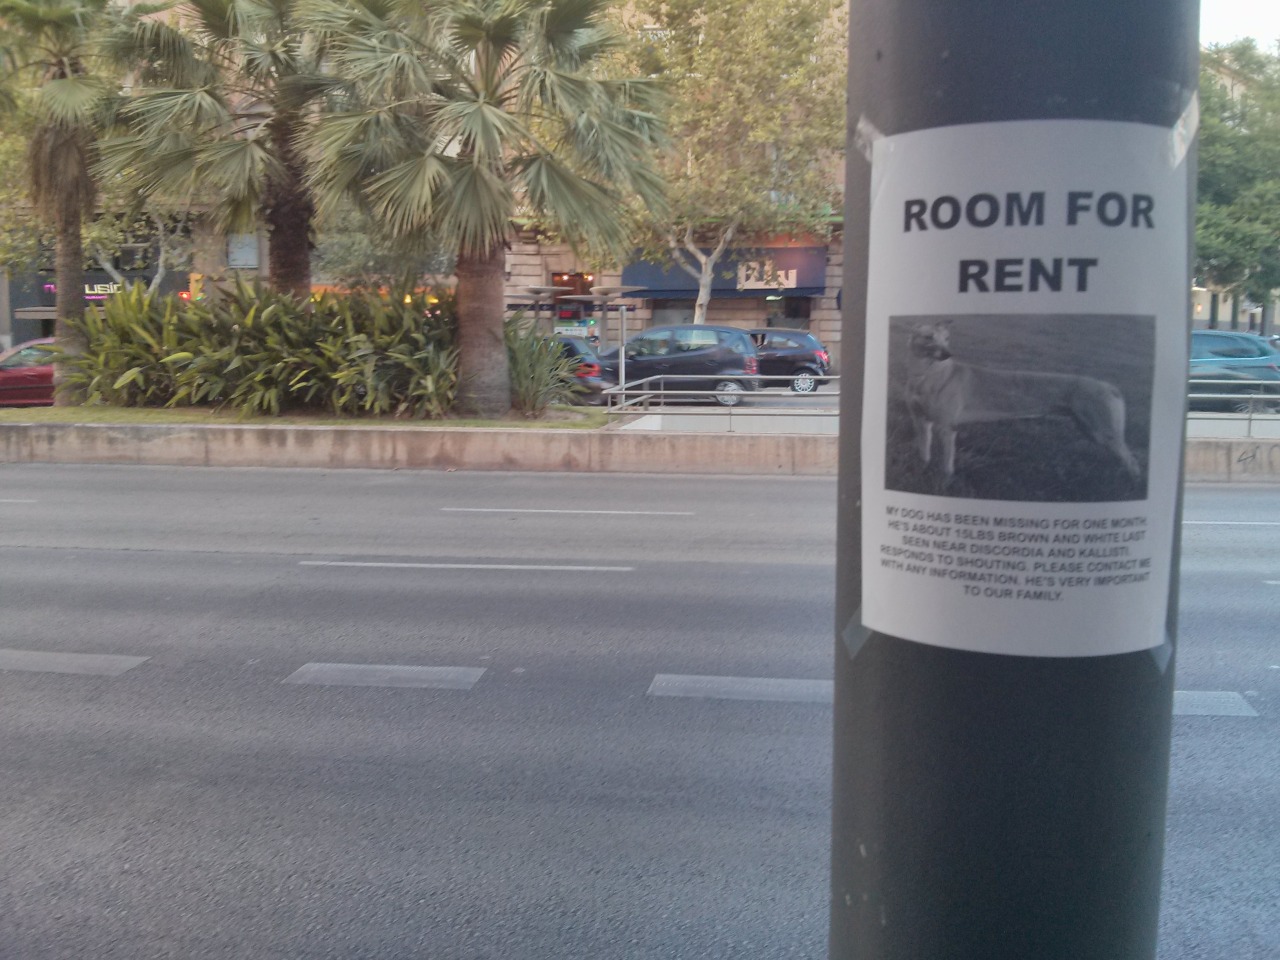 ROOM FOR
RENT
MY DOG HAS BEEN MISSING FOR ONE MONTH.
HE'S ABOUT 15LBS BROWN AND WHITE LAST
SEEN NEAR DISCORDIA AND KALLISTI.
RESPONDS TO SHOUTING. PLEASE CONTACT ME
WITH ANY INFORMATION. HE'S VERY IMPORTANT
TO OUR FAMILY.